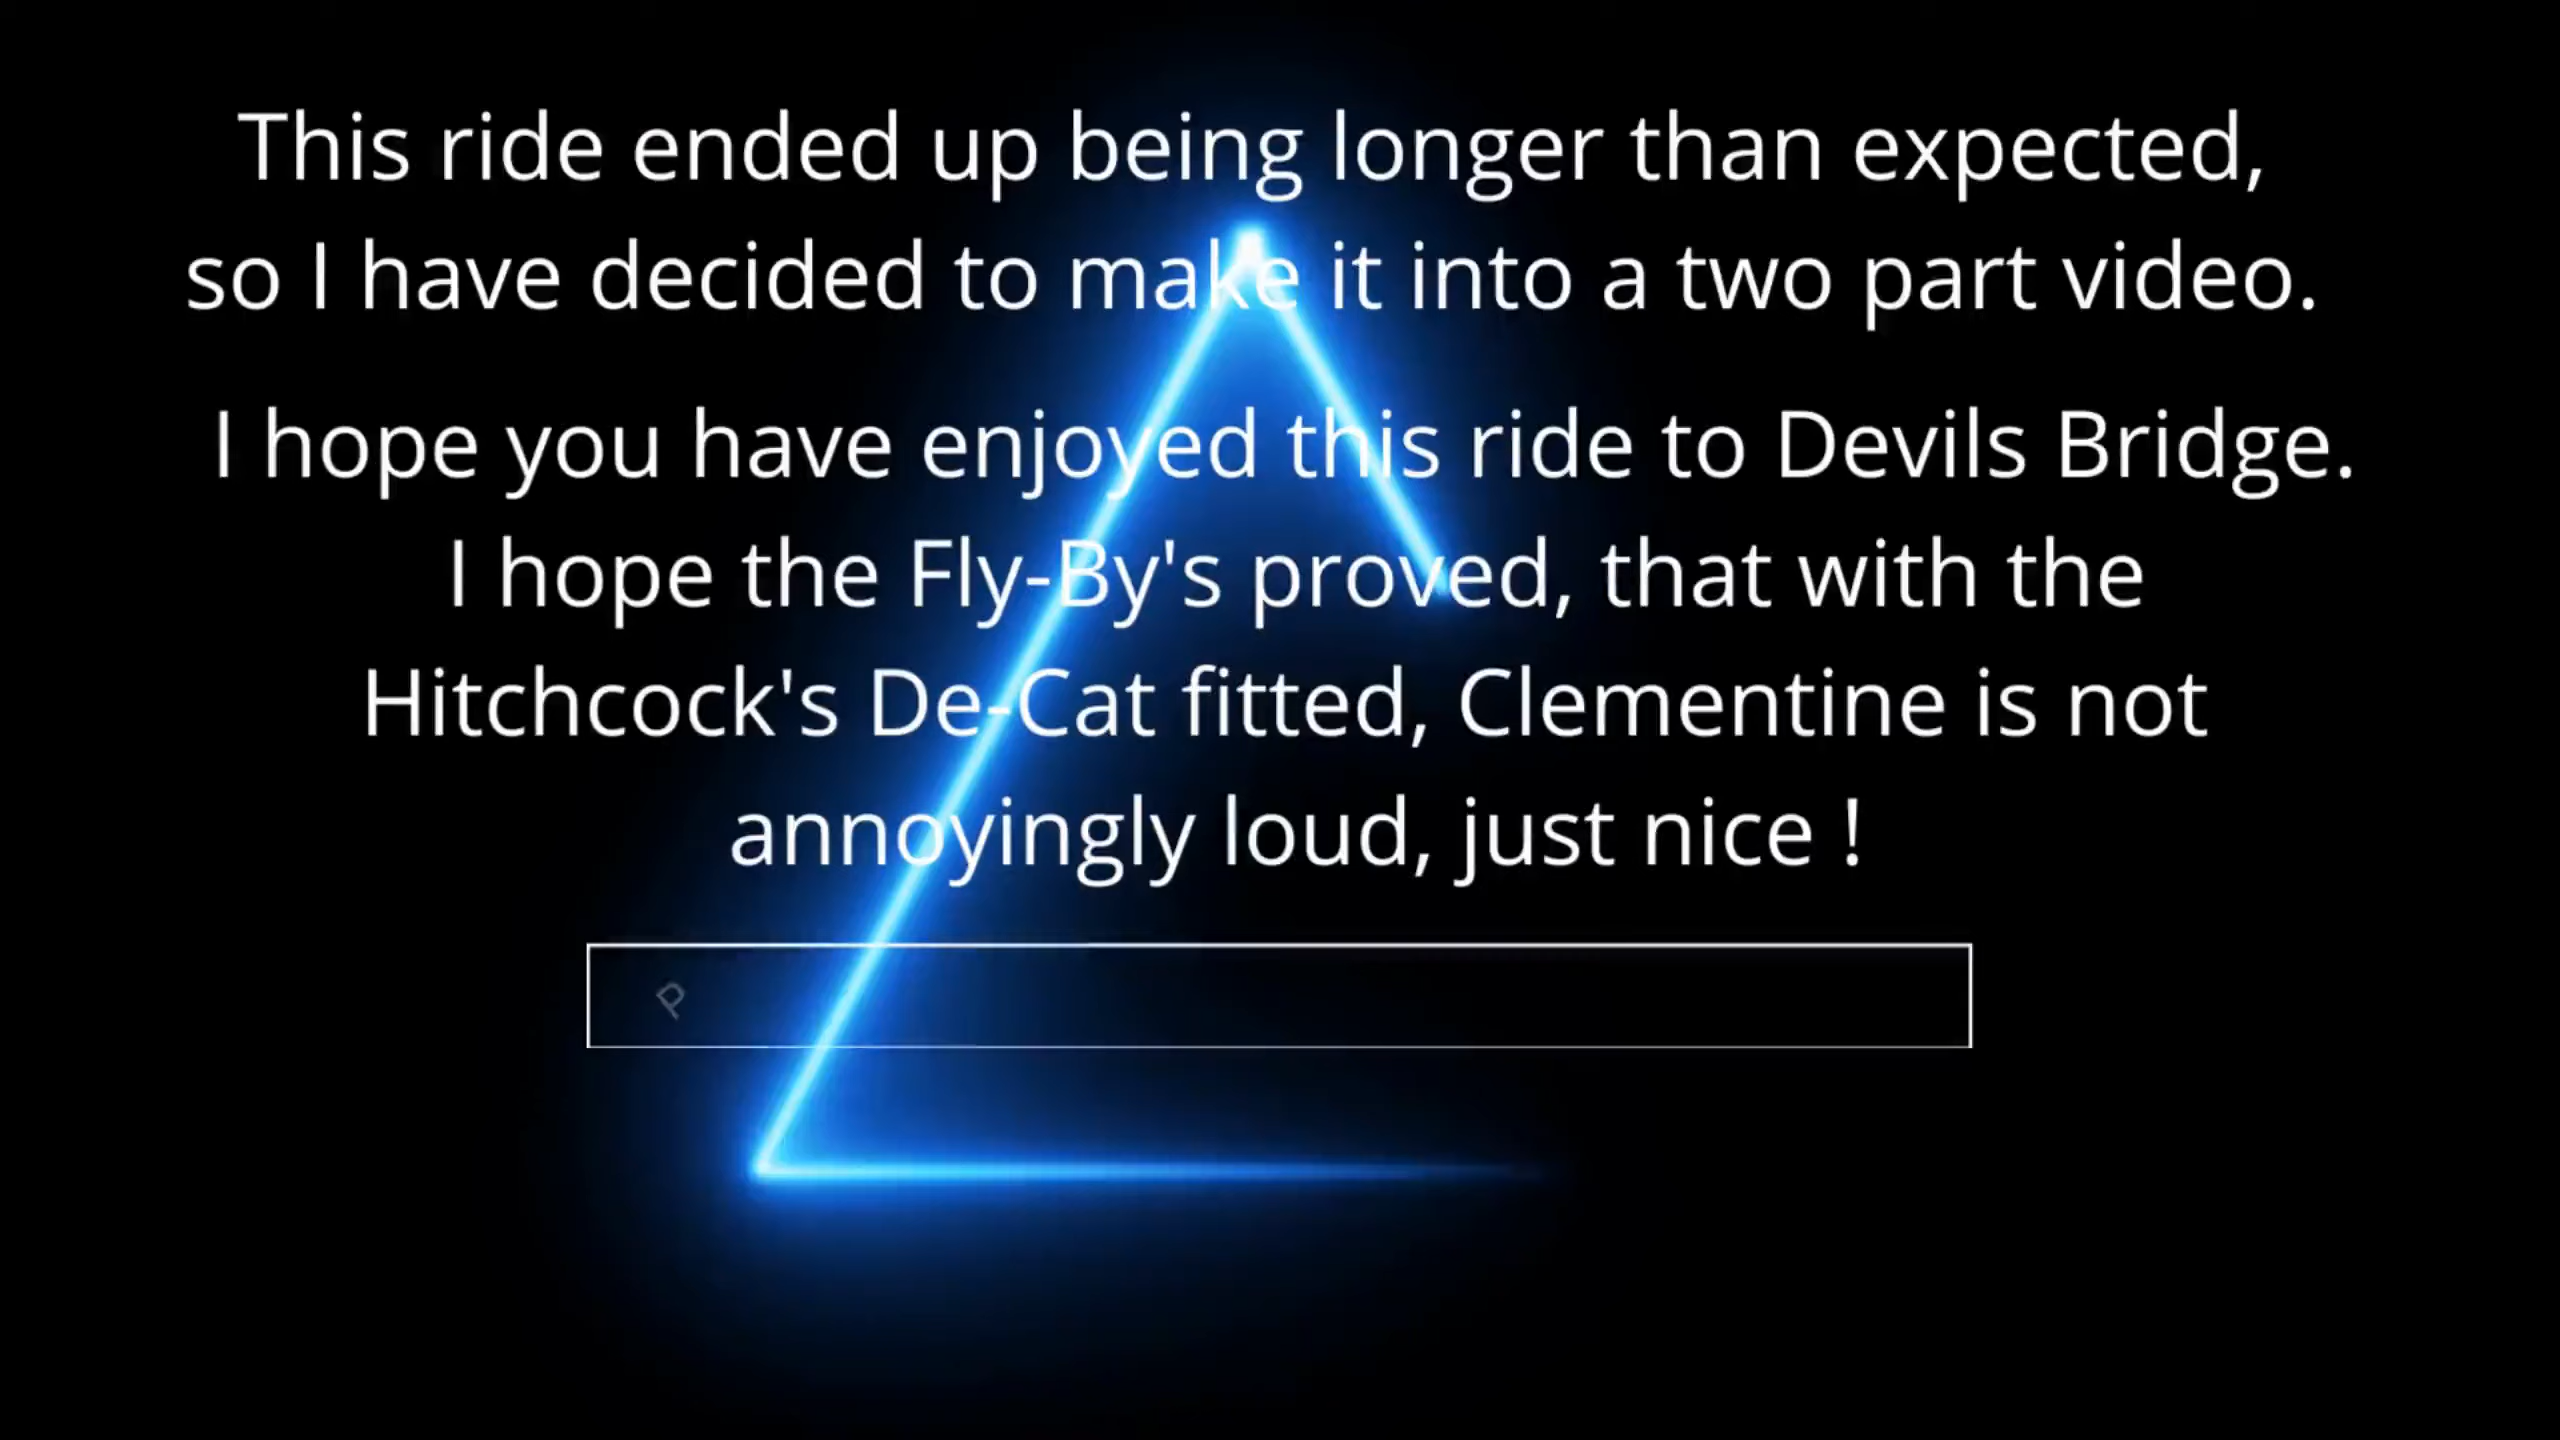 This ride ended up being longer than expected,
so I have decided to make it into a two part video.
I hope you have enjoyed this ride to Devils Bridge.
I hope the Fly-By's proved, that with the
Hitchcock's De-Cat fitted, Clementine is not
annoyingly loud, just nice !
P